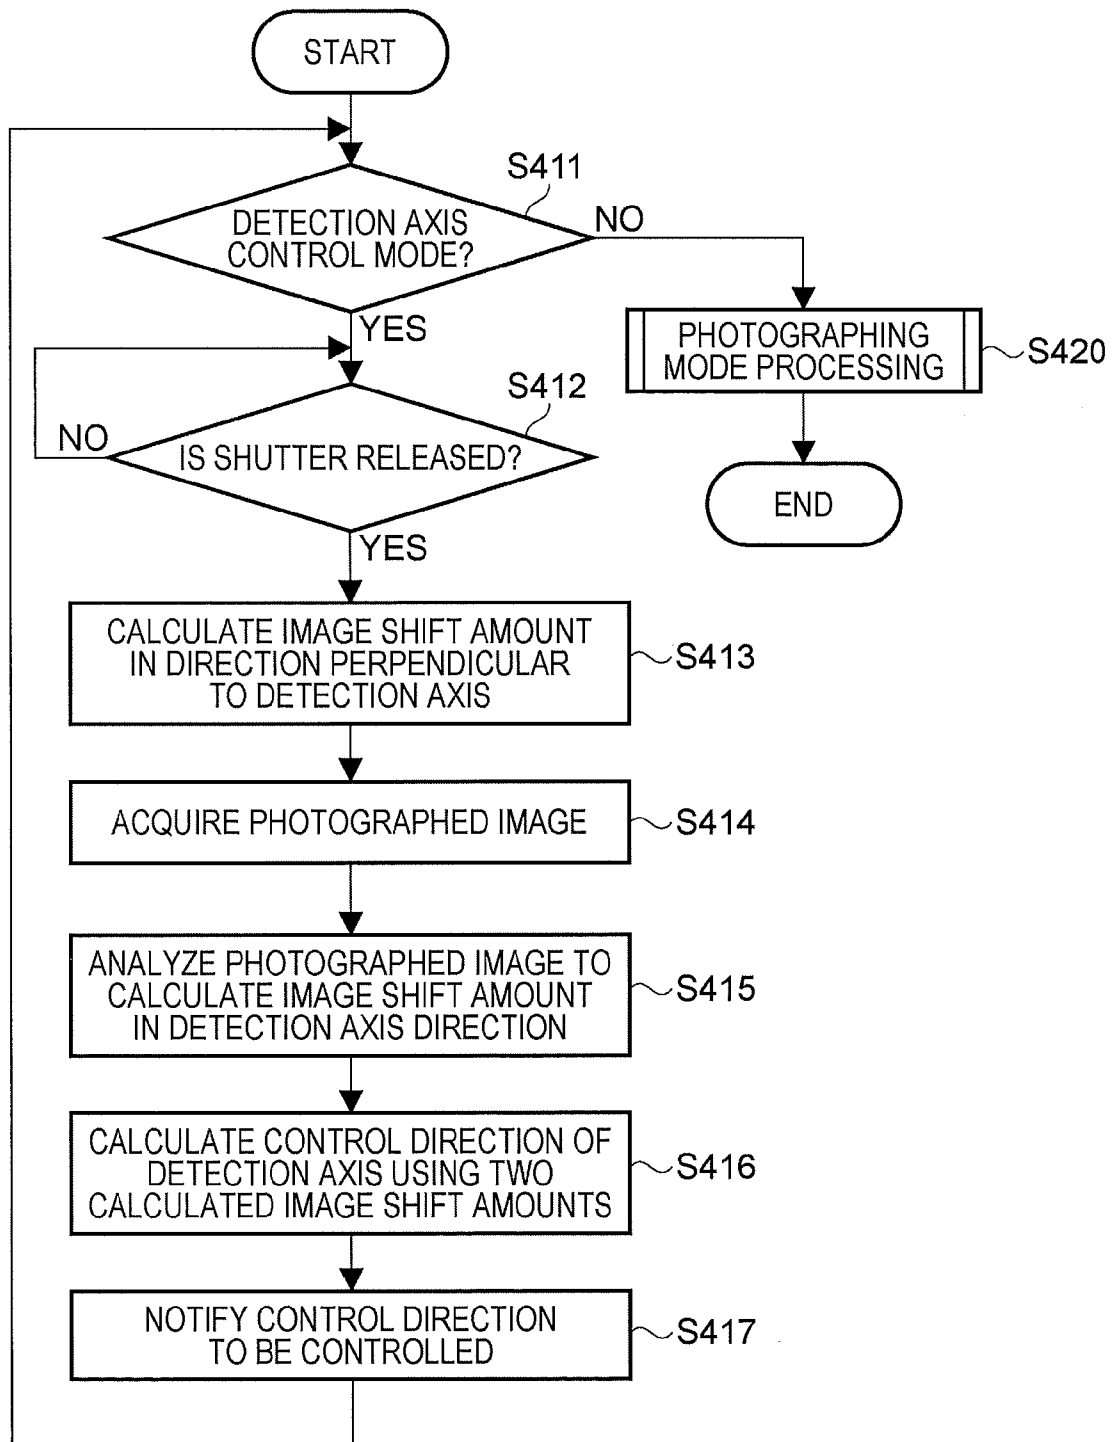 START
S411
DETECTION AXIS
CONTROL MODE?
NO
YES
PHOTOGRAPHING
MODE PROCESSING
S420
S412
NO
IS SHUTTER RELEASED?
END
YES
CALCULATE IMAGE SHIFT AMOUNT
IN DIRECTION PERPENDICULAR
TO DETECTION AXIS
S413
ACQUIRE PHOTOGRAPHED IMAGE
S414
ANALYZE PHOTOGRAPHED IMAGE TO
CALCULATE IMAGE SHIFT AMOUNT
IN DETECTION AXIS DIRECTION
S415
CALCULATE CONTROL DIRECTION OF
DETECTION AXIS USING TWO
CALCULATED IMAGE SHIFT AMOUNTS
S416
NOTIFY CONTROL DIRECTION
TO BE CONTROLLED
S417